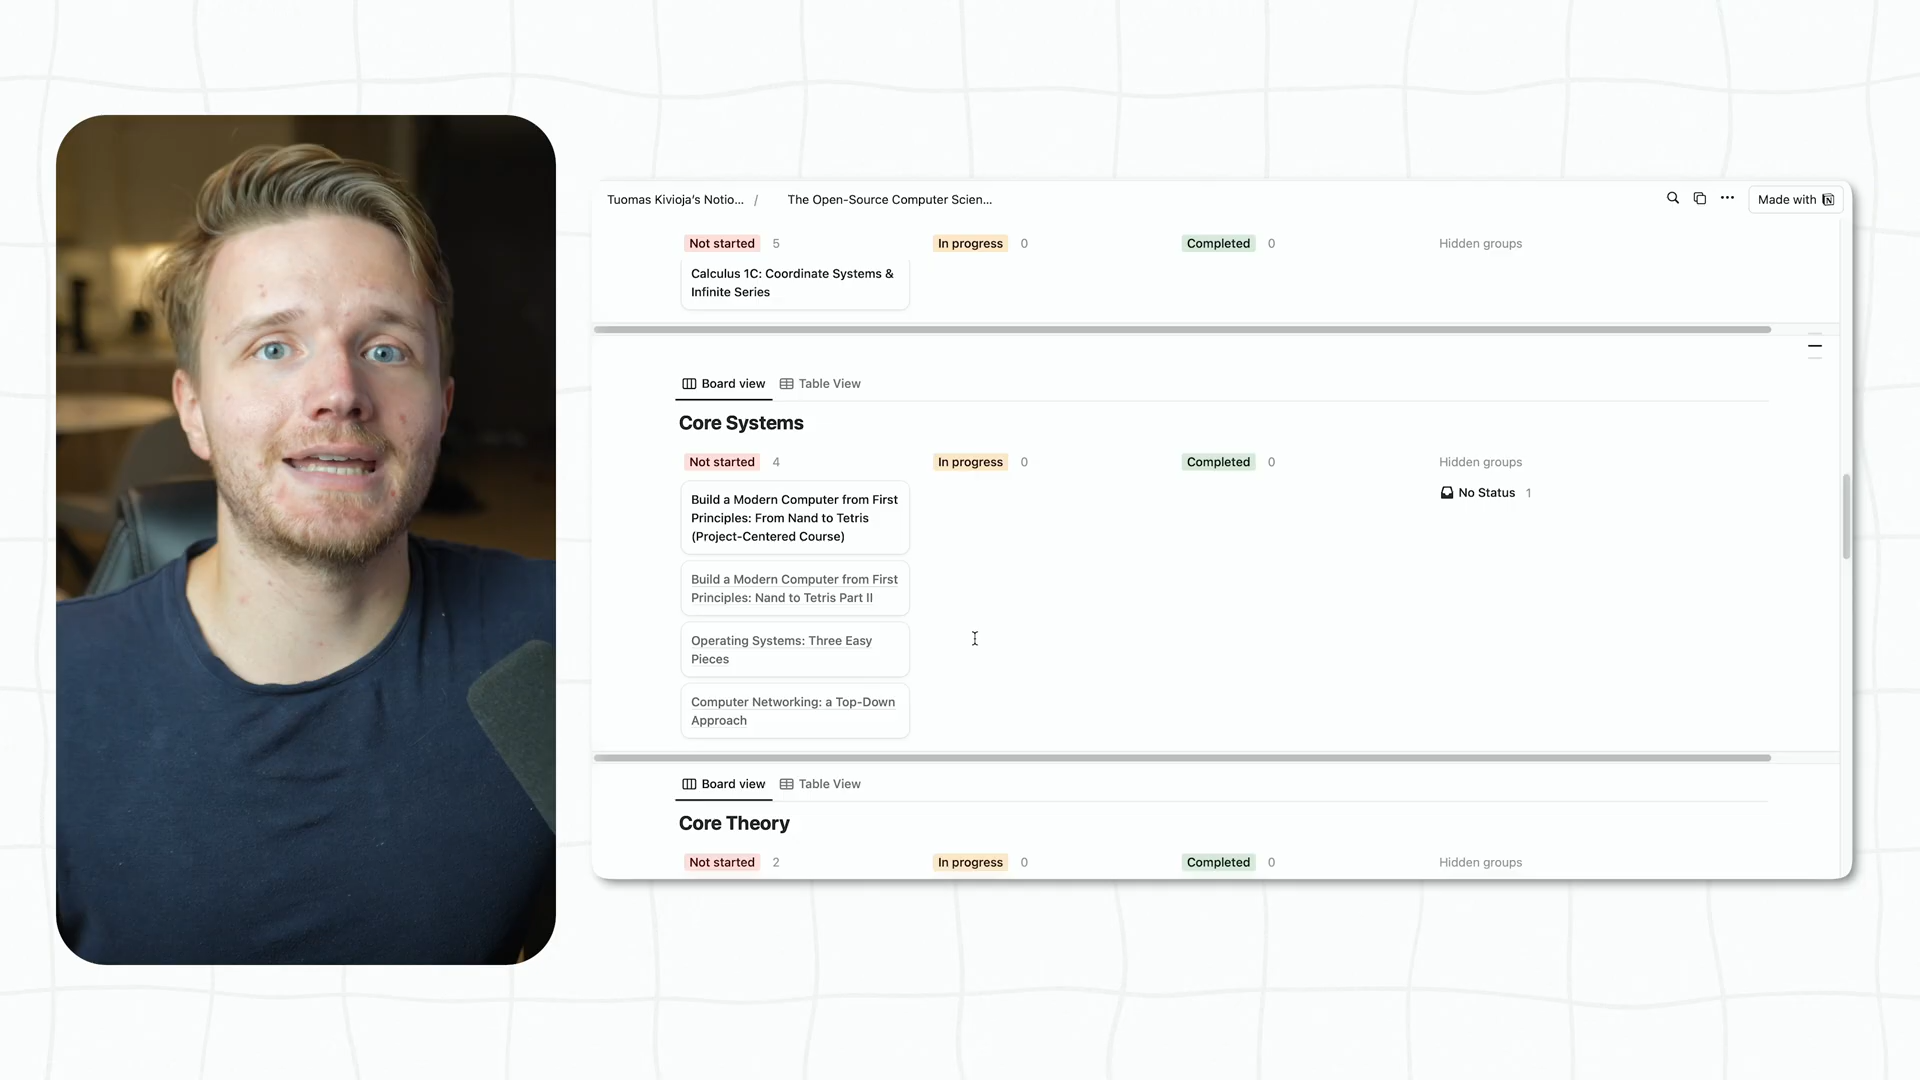 Tuomas Kivioja's Notio... / The Open-Source Computer Scien...
Made with
Not started 5 In progress 0 Completed 0 Hidden groups
Calculus 1C: Coordinate Systems &
Infinite Series
Board view Table View
Core Systems
Not started 4 In progress 0 Completed 0 Hidden groups
No Status 1
Build a Modern Computer from First
Principles: From Nand to Tetris
(Project-Centered Course)
Build a Modern Computer from First
Principles: Nand to Tetris Part II
Operating Systems: Three Easy
Pieces
Computer Networking: a Top-Down
Approach
Board view Table View
Core Theory
Not started 2 In progress 0 Completed 0 Hidden groups